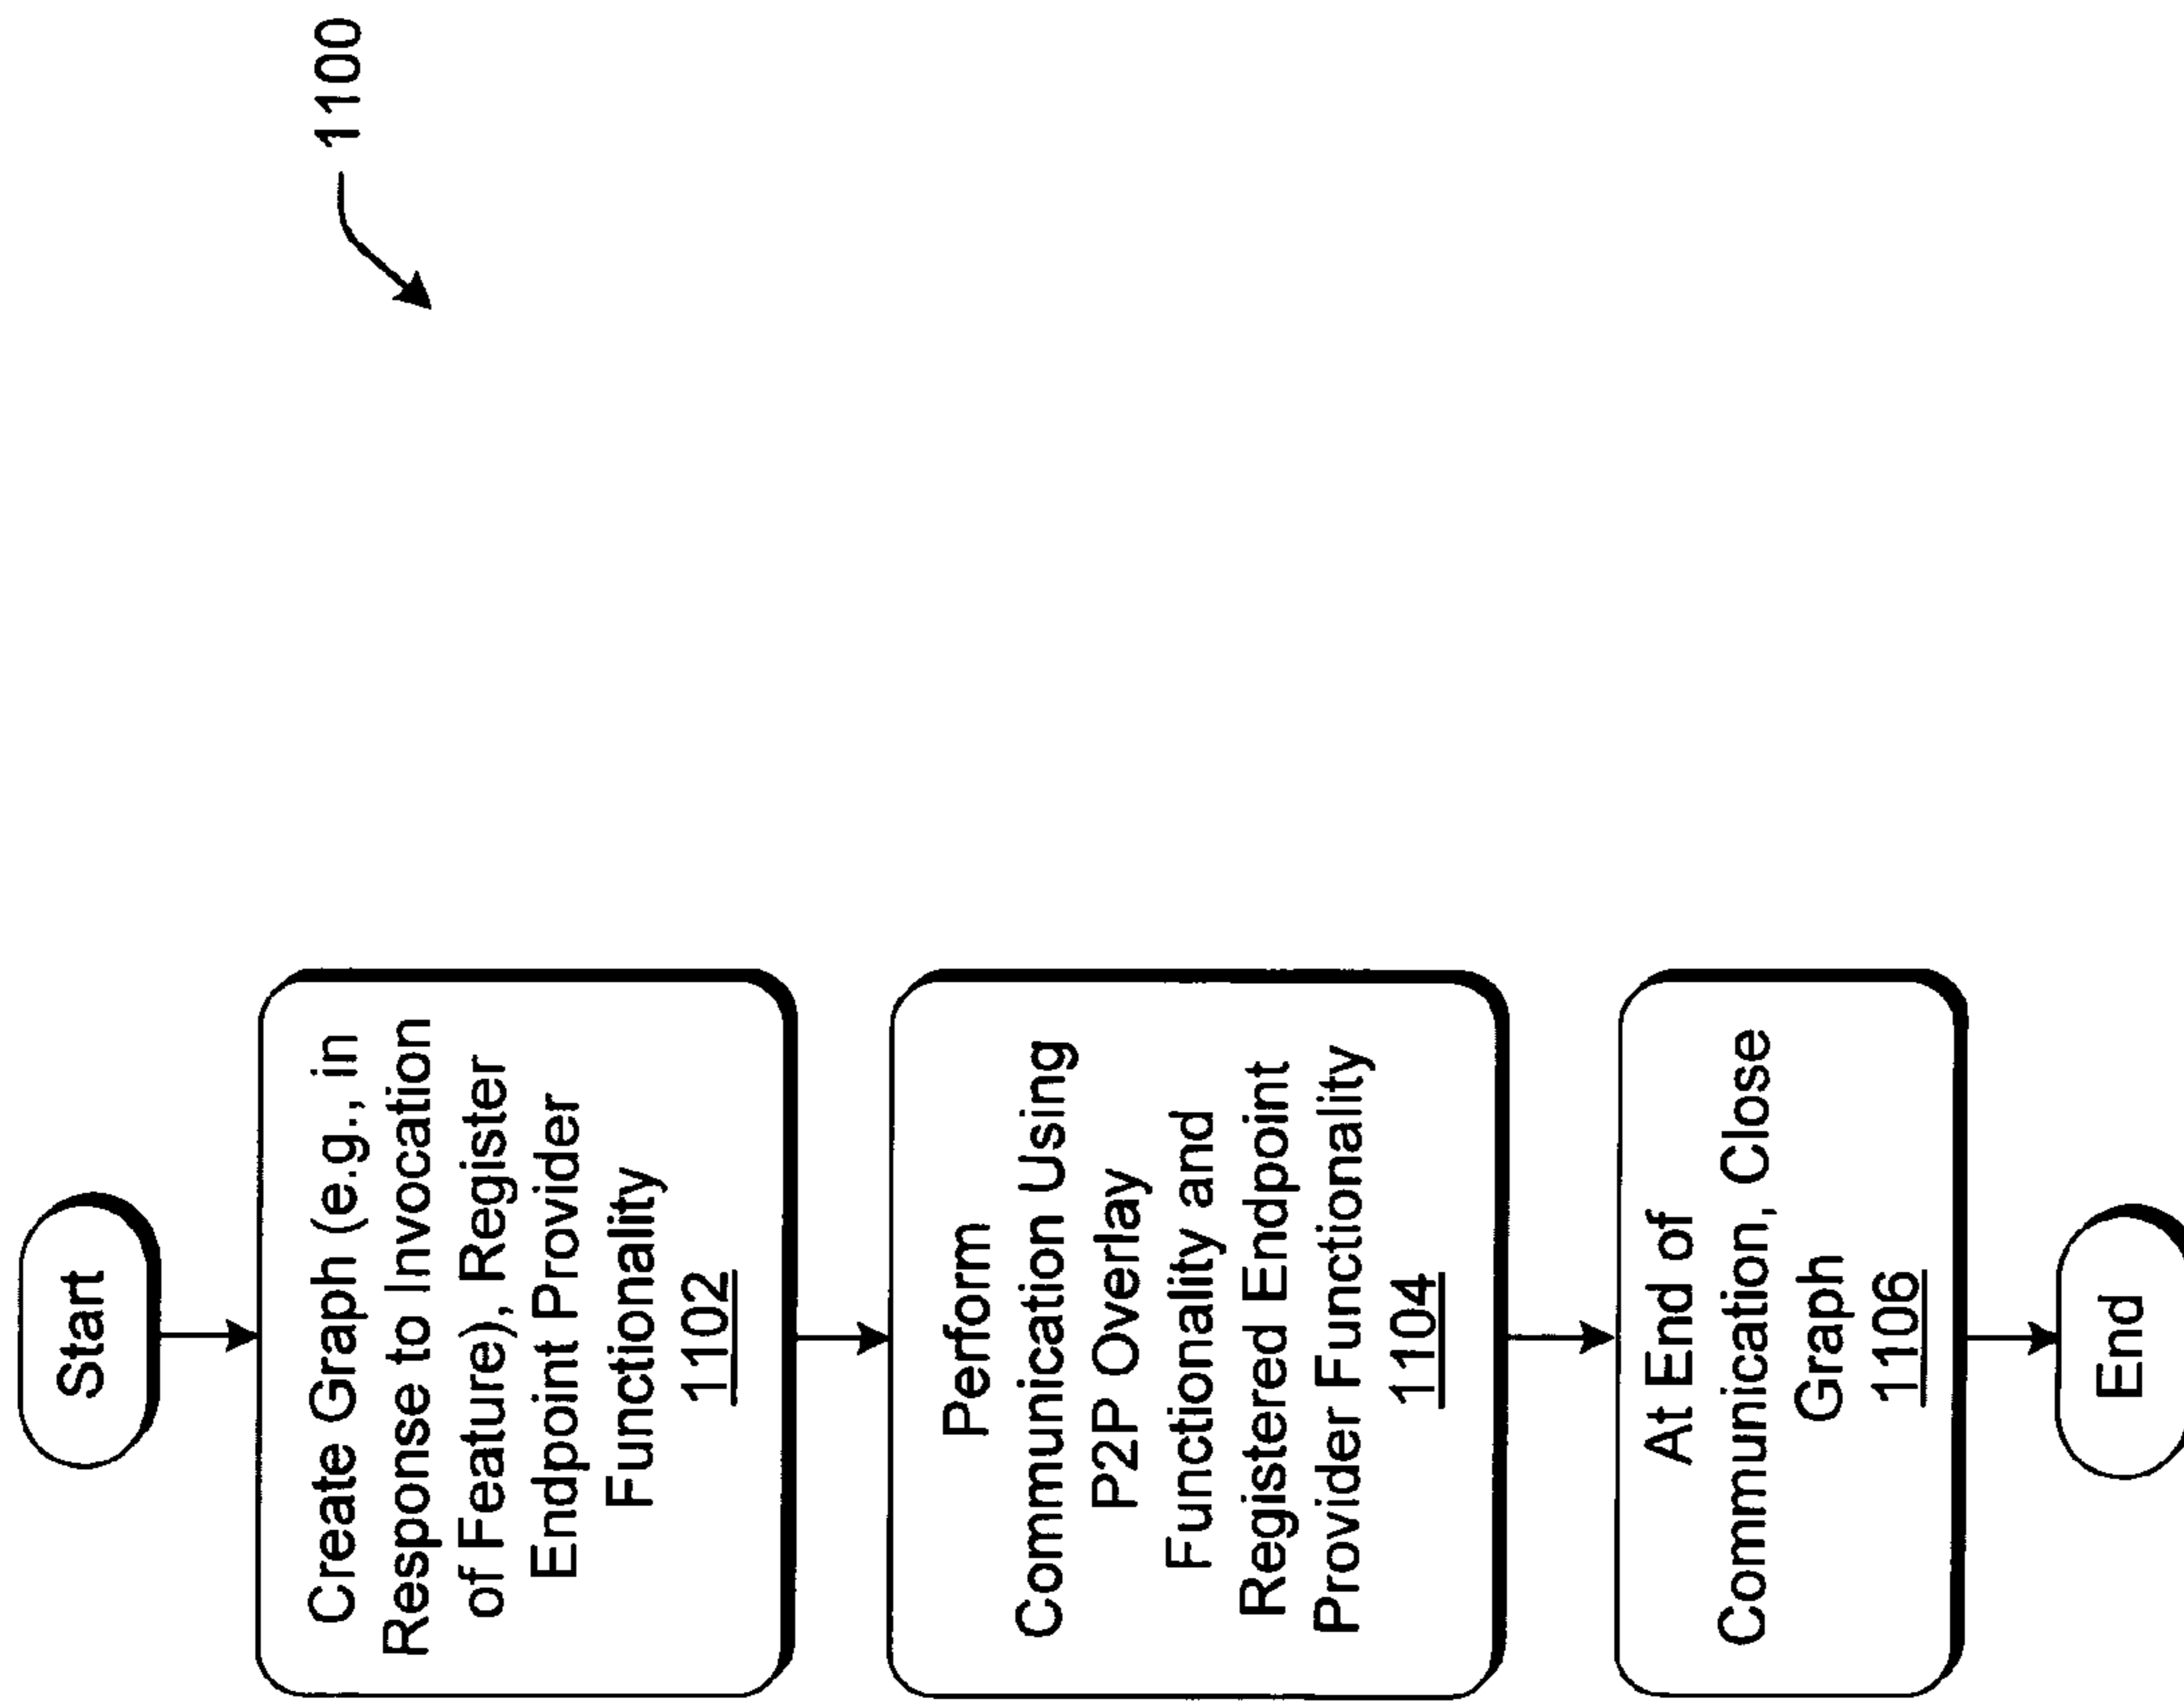 1100
Start
Create Graph (e.g., in
Response to Invocation
of Feature), Register
Endpoint Provider
Functionality
1102
Perform
Communication Using
P2P Overlay
Functionality and
Registered Endpoint
Provider Functionality
1104
At End of
Communication, Close
Graph
1106
End